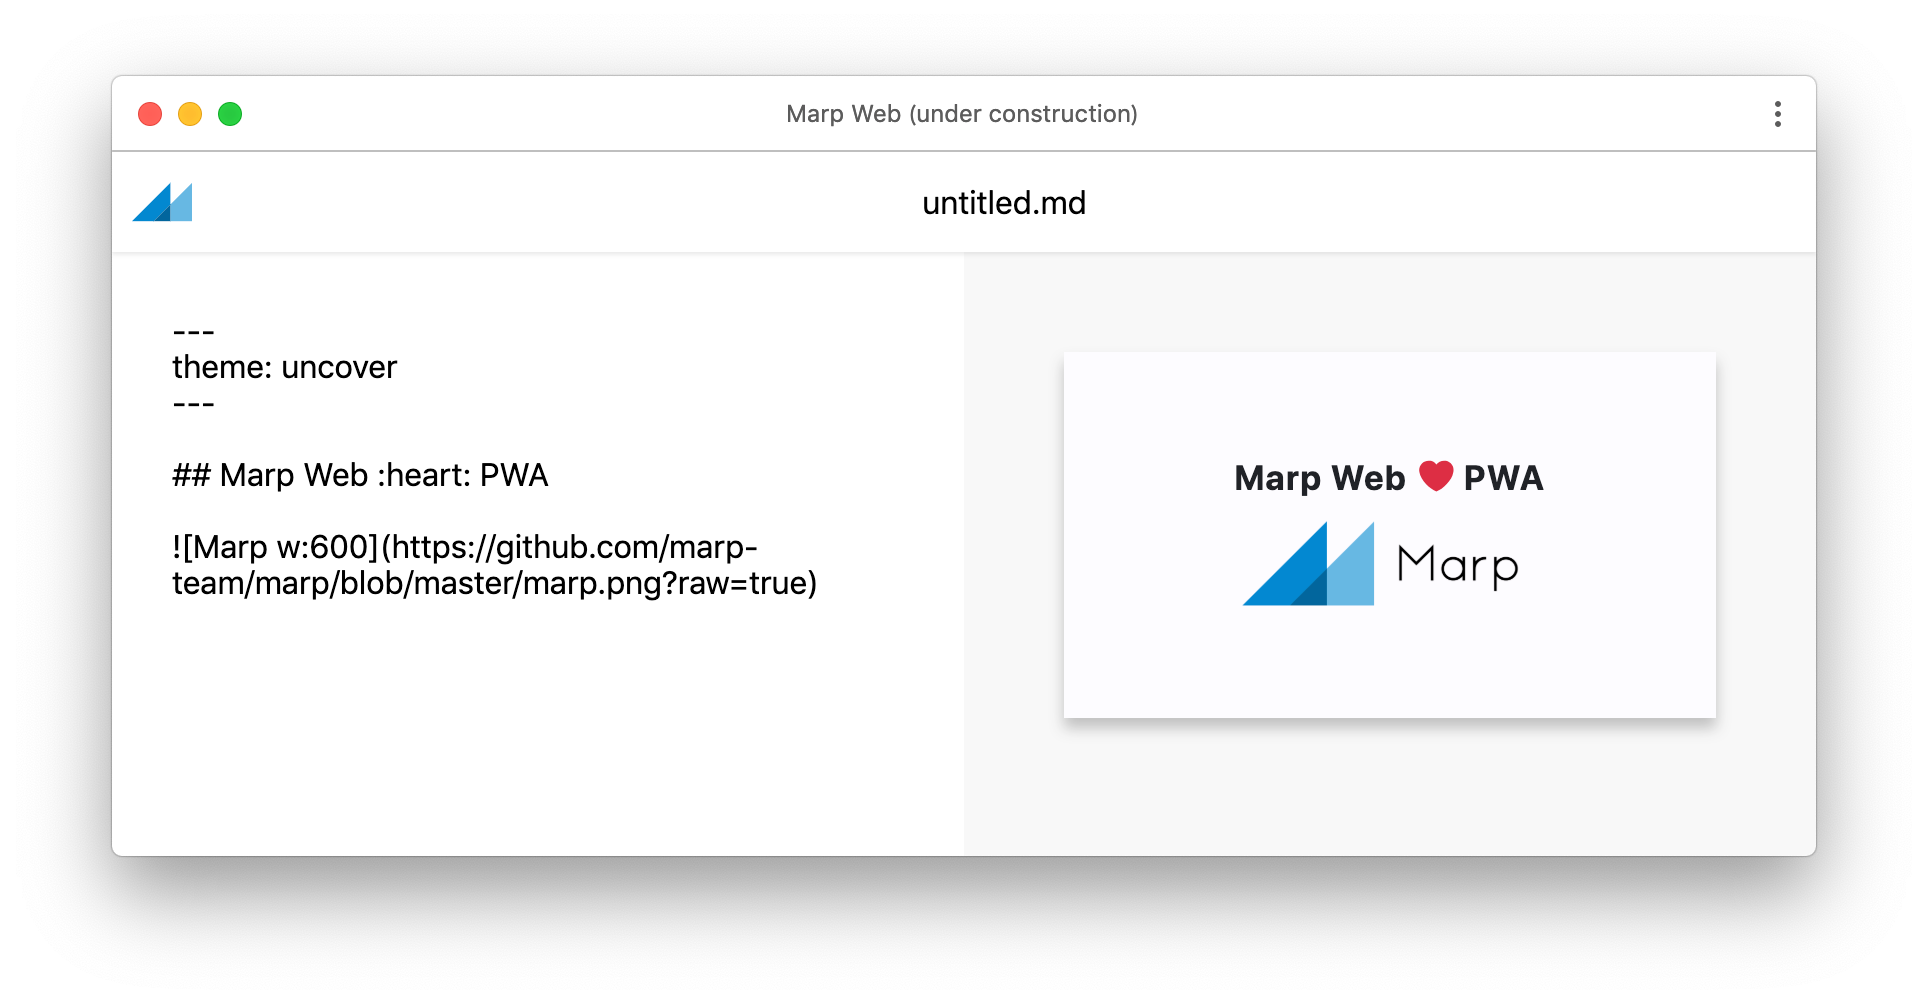 Marp Web (under construction)
untitled.md
---
theme: uncover
---
## Marp Web :heart: PWA
![Marp w:600](https://github.com/marp-
team/marp/blob/master/marp.png?raw=true)
Marp Web ❤️ PWA
Marp